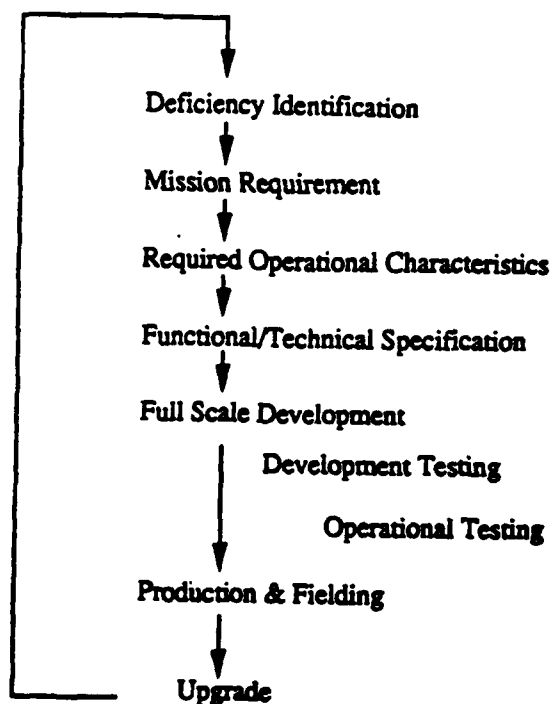 Deficiency Identification
Mission Requirement
Required Operational Characteristics
Functional/Technical Specification
Full Scale Development
Development Testing
Operational Testing
Production & Fielding
Upgrade